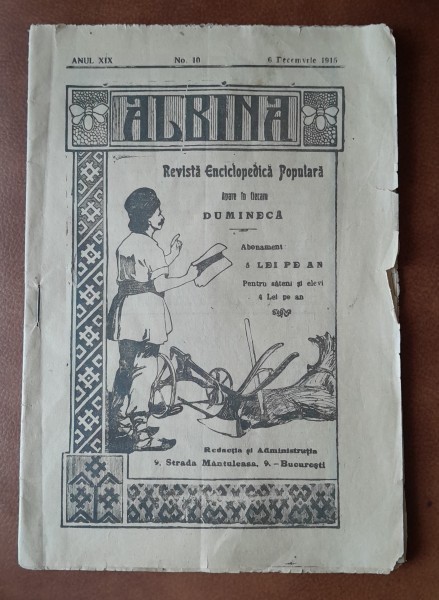 ANUL XIX No. 10 6 Decemvrie 1915
ALBINA
Revistă Enciclopedică Populară
Apare în fiecare
DUMINECĂ
Abonament
5 LEI PE AN
Pentru săteni și elevi
4 Lei pe an
Redacția și Administrația
9, Strada Mântuleasa, 9.–București